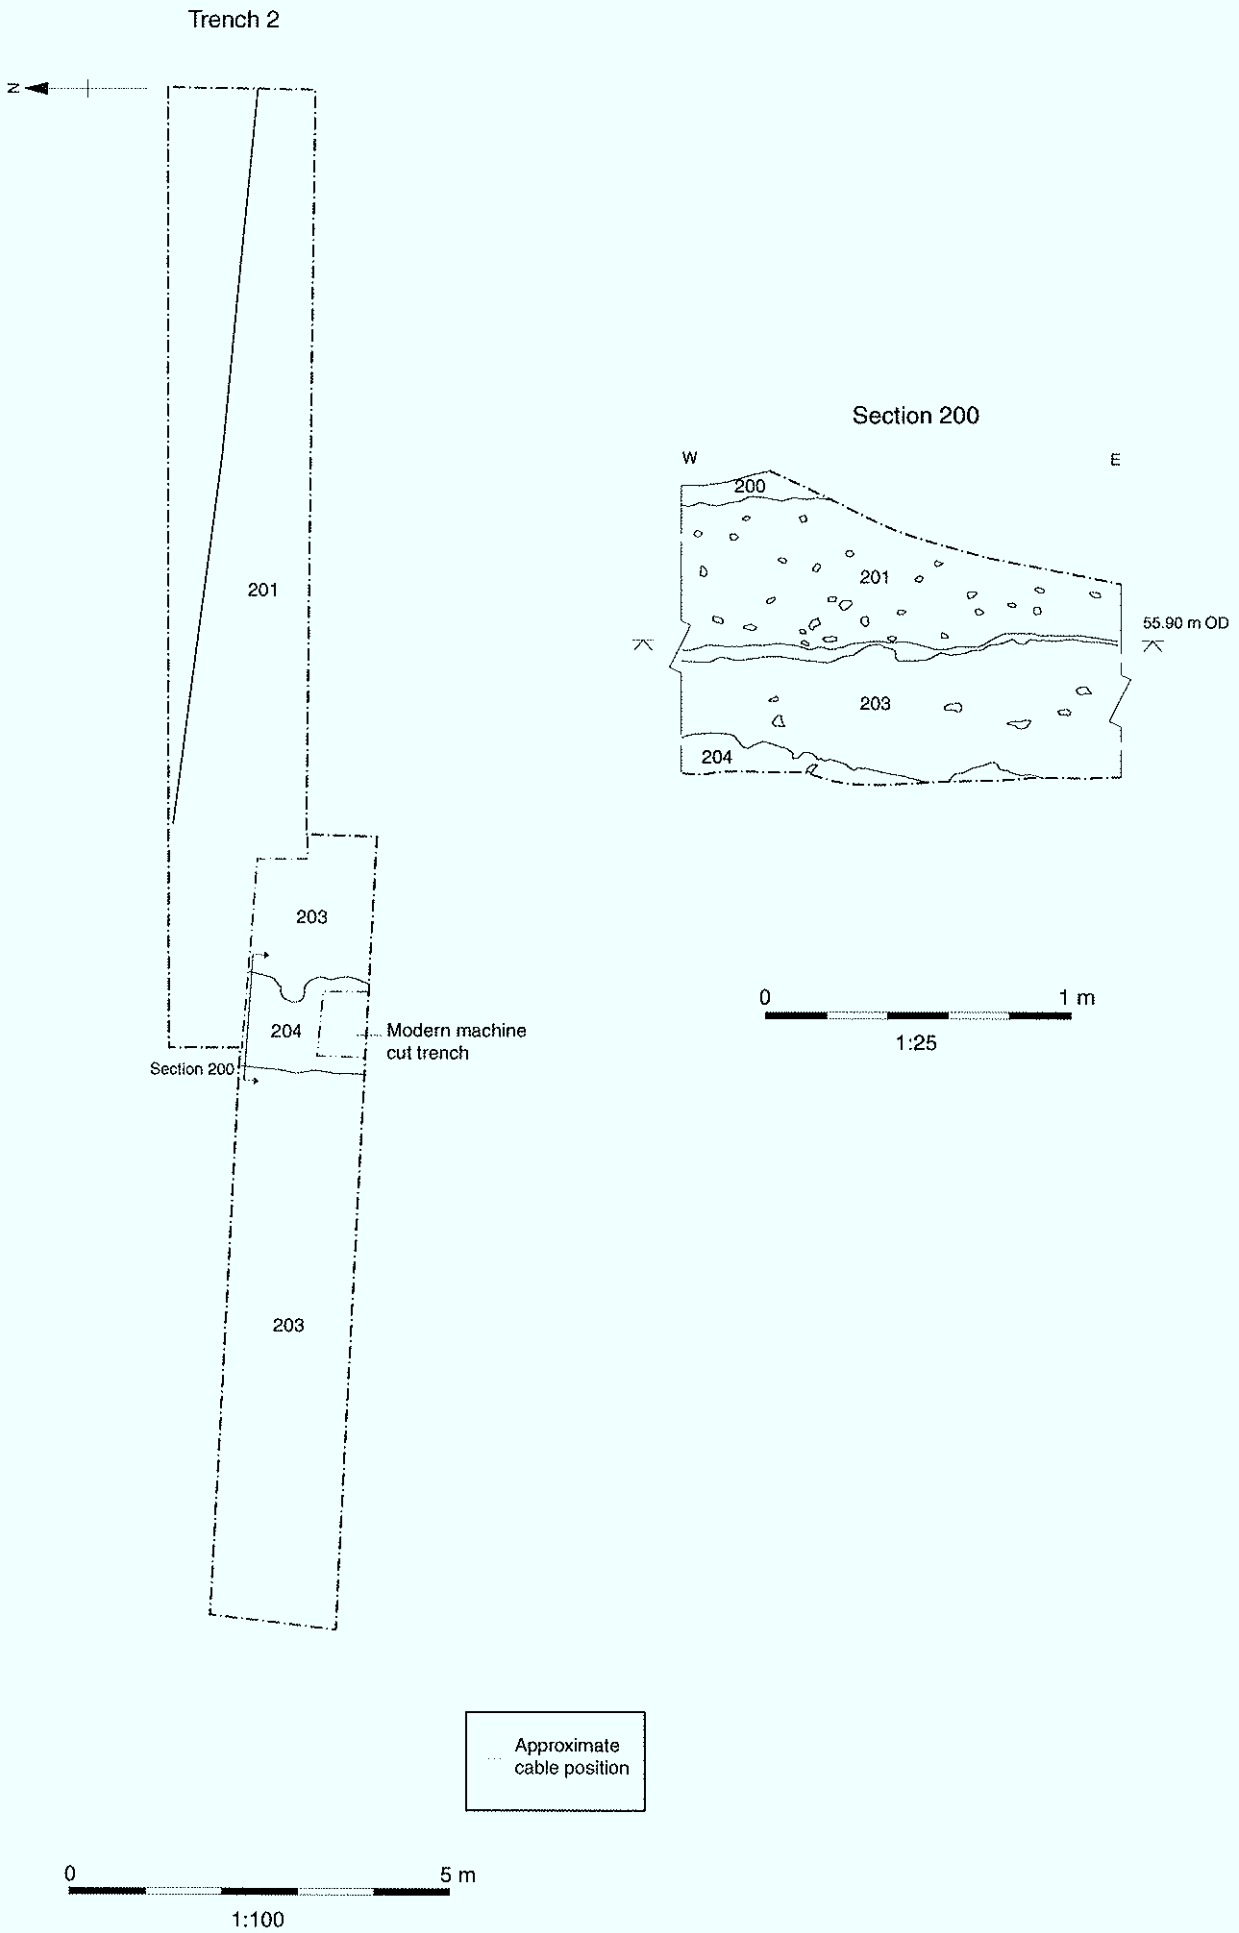 Trench 2
N
201
203
204
Modern machine
cut trench
Section 200
203
Section 200
W
E
200
201
55.90 m OD
203
204
0
1 m
1:25
Approximate
cable position
0
5 m
1:100